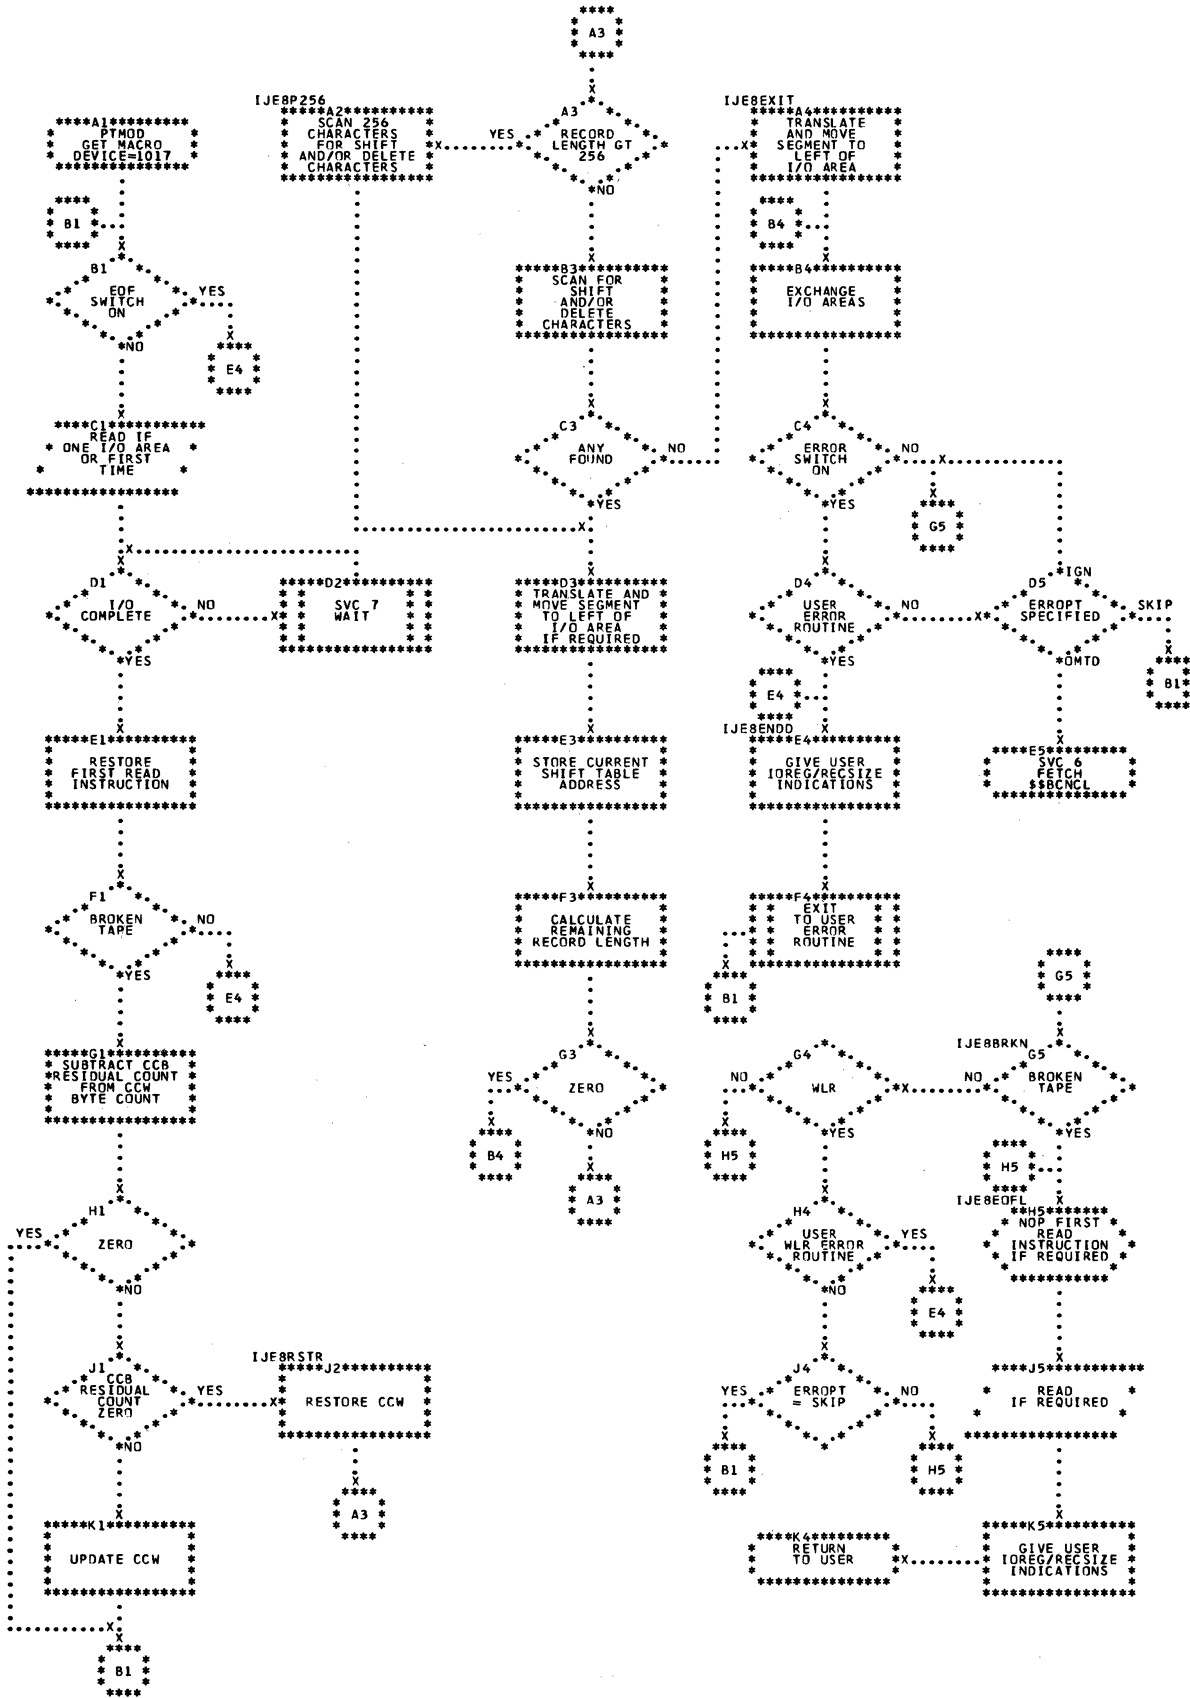 A3
IJE8P256
IJE8EXIT
A1
PTMOD
GET MACRO
DEVICE=1017
A2
SCAN 256
CHARACTERS
FOR SHIFT
AND/OR DELETE
CHARACTERS
YES
A3
RECORD
LENGTH GT
256
NO
A4
TRANSLATE
AND MOVE
SEGMENT TO
LEFT OF
I/O AREA
B1
B4
B1
EOF
SWITCH
ON
YES
NO
E4
B3
SCAN FOR
SHIFT
AND/OR
DELETE
CHARACTERS
B4
EXCHANGE
I/O AREAS
C1
READ IF
ONE I/O AREA
OR FIRST
TIME
C3
ANY
FOUND
NO
YES
C4
ERROR
SWITCH
ON
NO
YES
G5
D1
I/O
COMPLETE
NO
YES
D2
SVC 7
WAIT
D3
TRANSLATE AND
MOVE SEGMENT
TO LEFT OF
I/O AREA
IF REQUIRED
D4
USER
ERROR
ROUTINE
NO
YES
D5
IGN
ERROPT
SPECIFIED
SKIP
OMTD
B1
E4
IJE8ENDD
E1
RESTORE
FIRST READ
INSTRUCTION
E3
STORE CURRENT
SHIFT TABLE
ADDRESS
E4
GIVE USER
IOREG/RECSIZE
INDICATIONS
E5
SVC 6
FETCH
$$BCNCL
F1
BROKEN
TAPE
NO
YES
E4
F3
CALCULATE
REMAINING
RECORD LENGTH
F4
EXIT
TO USER
ERROR
ROUTINE
B1
G5
G1
SUBTRACT CCB
RESIDUAL COUNT
FROM CCW
BYTE COUNT
G3
YES
ZERO
NO
B4
A3
G4
NO
WLR
YES
H5
IJE8BRKN
G5
NO
BROKEN
TAPE
YES
H5
IJE8EOFL
H1
YES
ZERO
NO
H4
USER
WLR ERROR
ROUTINE
YES
NO
E4
H5
NOP FIRST
READ
INSTRUCTION
IF REQUIRED
J1
CCB
RESIDUAL
COUNT
ZERO
YES
NO
IJE8RSTR
J2
RESTORE CCW
A3
J4
YES
ERROPT
= SKIP
NO
B1
H5
J5
READ
IF REQUIRED
K1
UPDATE CCW
K4
RETURN
TO USER
K5
GIVE USER
IOREG/RECSIZE
INDICATIONS
B1